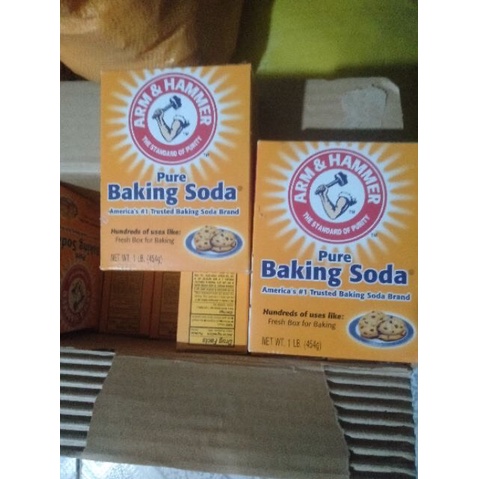 ARM & HAMMER
THE STANDARD OF PURITY
Pure
Baking Soda
America's #1 Trusted Baking Soda Brand
Hundreds of uses like:
Fresh Box for Baking
NET WT. 1 LB. (454g)
ARM & HAMMER
THE STANDARD OF PURITY
Pure
Baking Soda
America's #1 Trusted Baking Soda Brand
Hundreds of uses like:
Fresh Box for Baking
NET WT. 1 LB. (454g)
Drug Facts